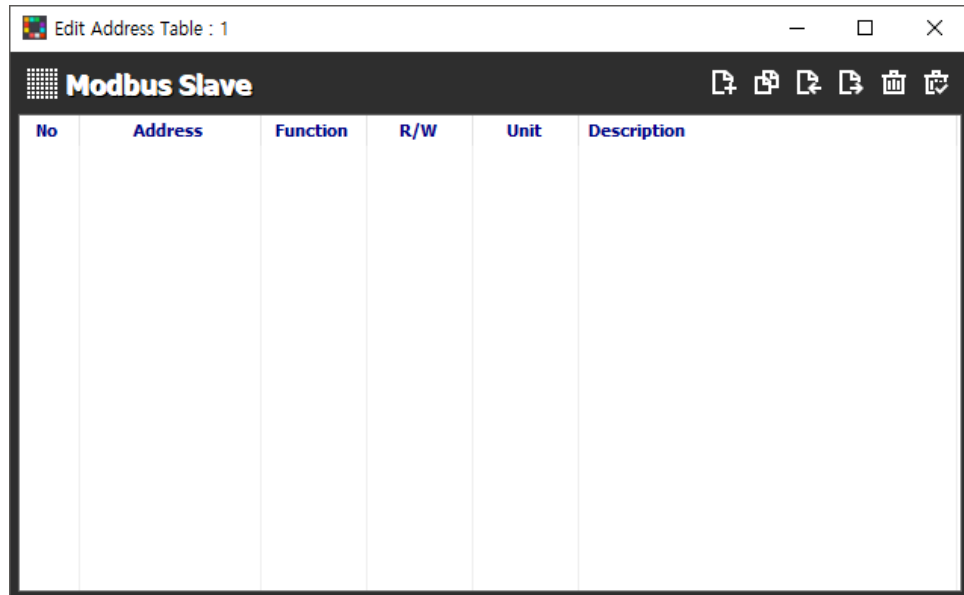 Edit Address Table : 1
Modbus Slave
No Address Function R/W Unit Description